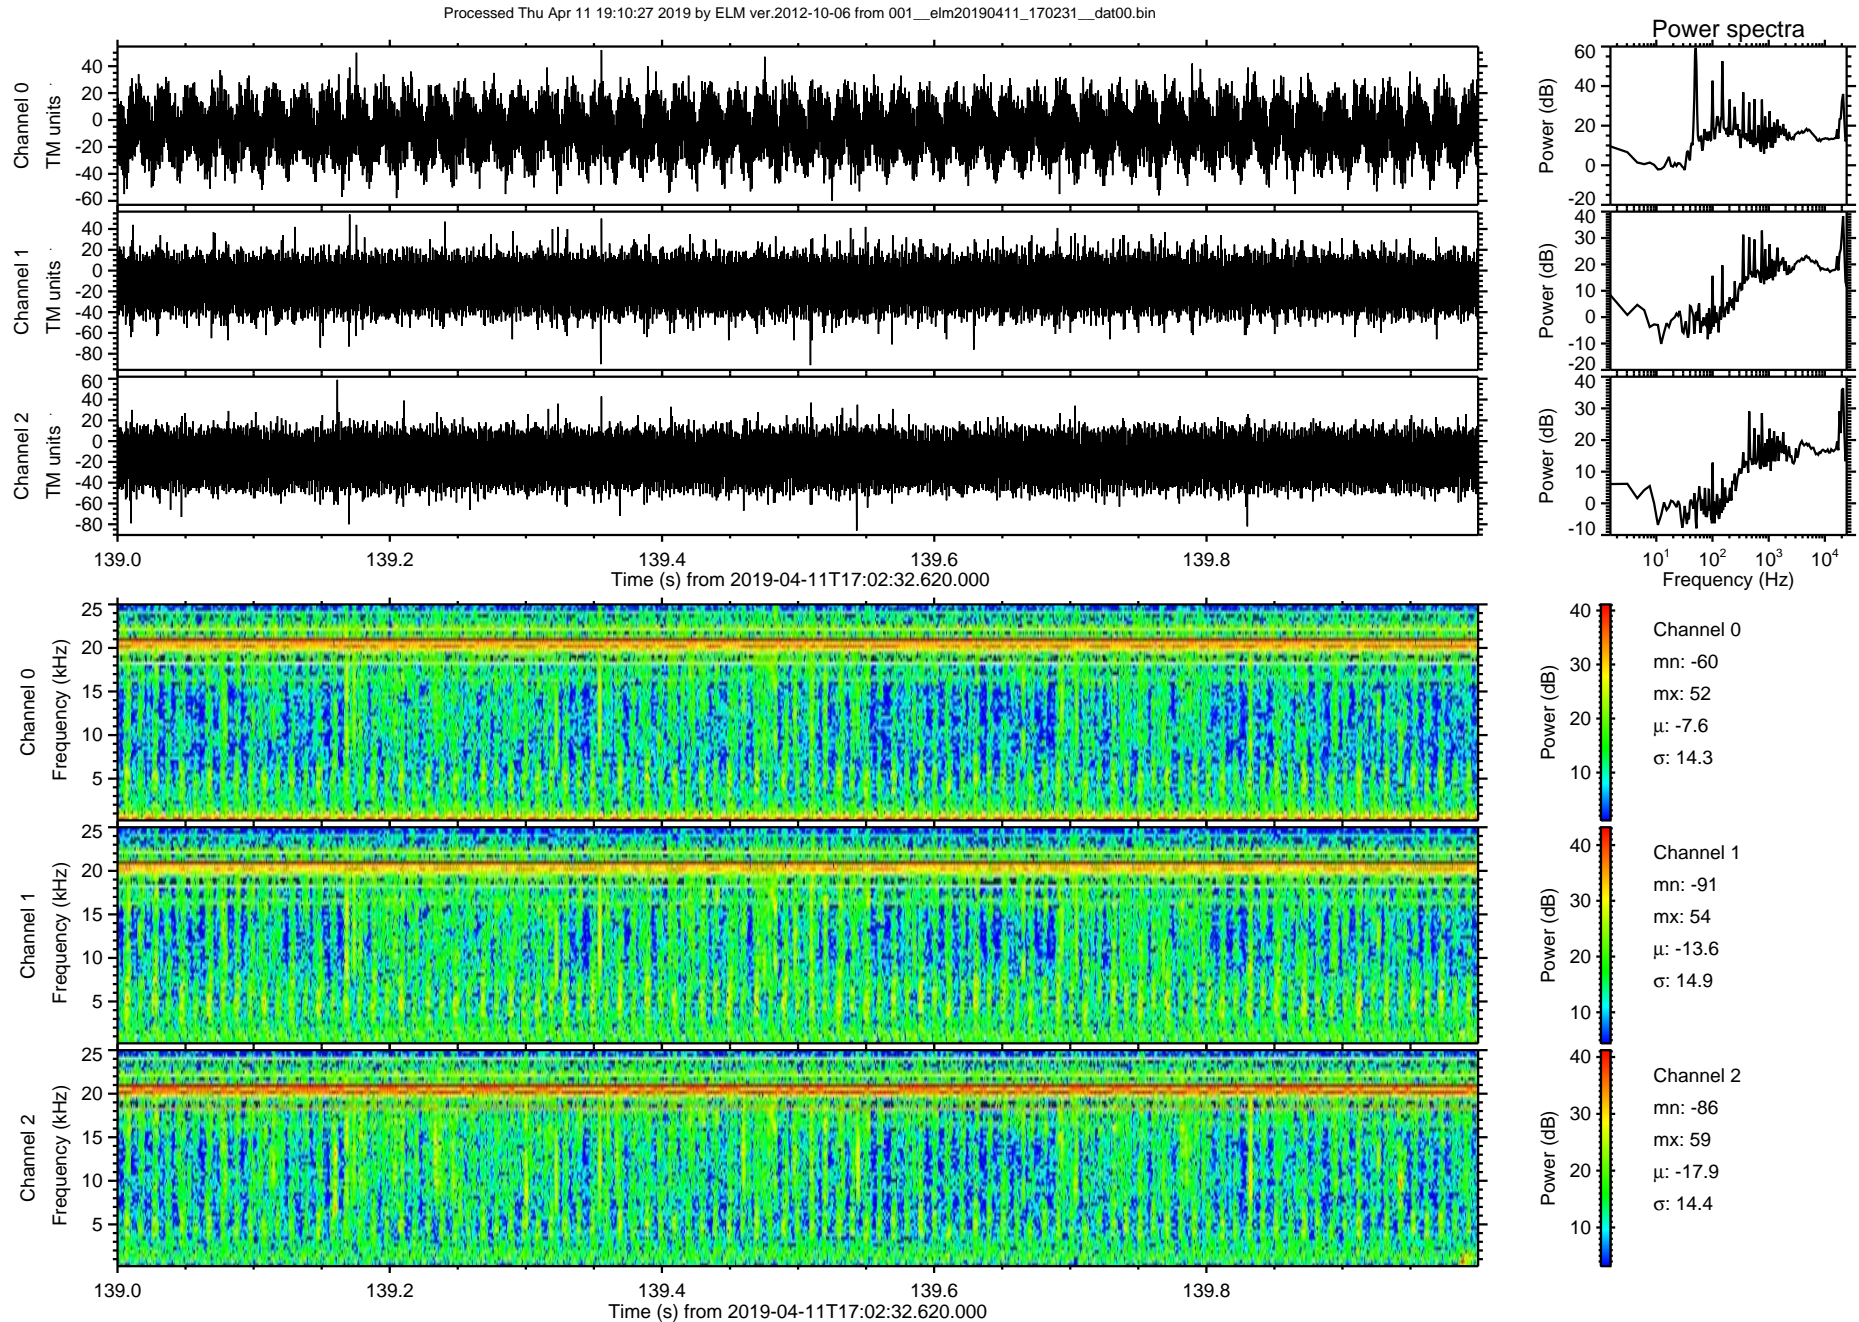 Processed Thu Apr 11 19:10:27 2019 by ELM ver.2012-10-06 from 001__elm20190411_170231__dat00.bin
Power spectra
Channel 0
TM units
40
20
0
-20
-40
-60
Power (dB)
60
40
20
0
-20
Channel 1
TM units
40
20
0
-20
-40
-60
-80
Power (dB)
40
30
20
10
0
-10
-20
Channel 2
TM units
60
40
20
0
-20
-40
-60
-80
Power (dB)
40
30
20
10
0
-10
139.0 139.2 139.4 139.6 139.8
Time (s) from 2019-04-11T17:02:32.620.000
10¹ 10² 10³ 10⁴
Frequency (Hz)
Channel 0
Frequency (kHz)
25
20
15
10
5
Power (dB)
40
30
20
10
Channel 0
mn: -60
mx: 52
µ: -7.6
σ: 14.3
Channel 1
Frequency (kHz)
25
20
15
10
5
Power (dB)
40
30
20
10
Channel 1
mn: -91
mx: 54
µ: -13.6
σ: 14.9
Channel 2
Frequency (kHz)
25
20
15
10
5
Power (dB)
40
30
20
10
Channel 2
mn: -86
mx: 59
µ: -17.9
σ: 14.4
139.0 139.2 139.4 139.6 139.8
Time (s) from 2019-04-11T17:02:32.620.000